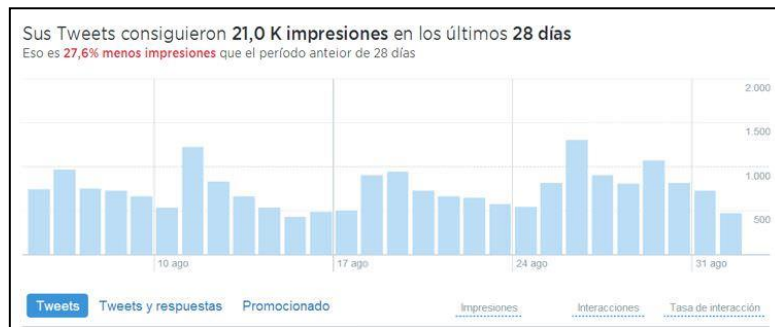 Sus Tweets consiguieron 21,0 K impresiones en los últimos 28 días
Eso es 27,6% menos impresiones que el período anteior de 28 días
2.000
1.500
1.000
500
10 ago 17 ago 24 ago 31 ago
Tweets Tweets y respuestas Promocionado Impresiones Interacciones Tasa de interacción